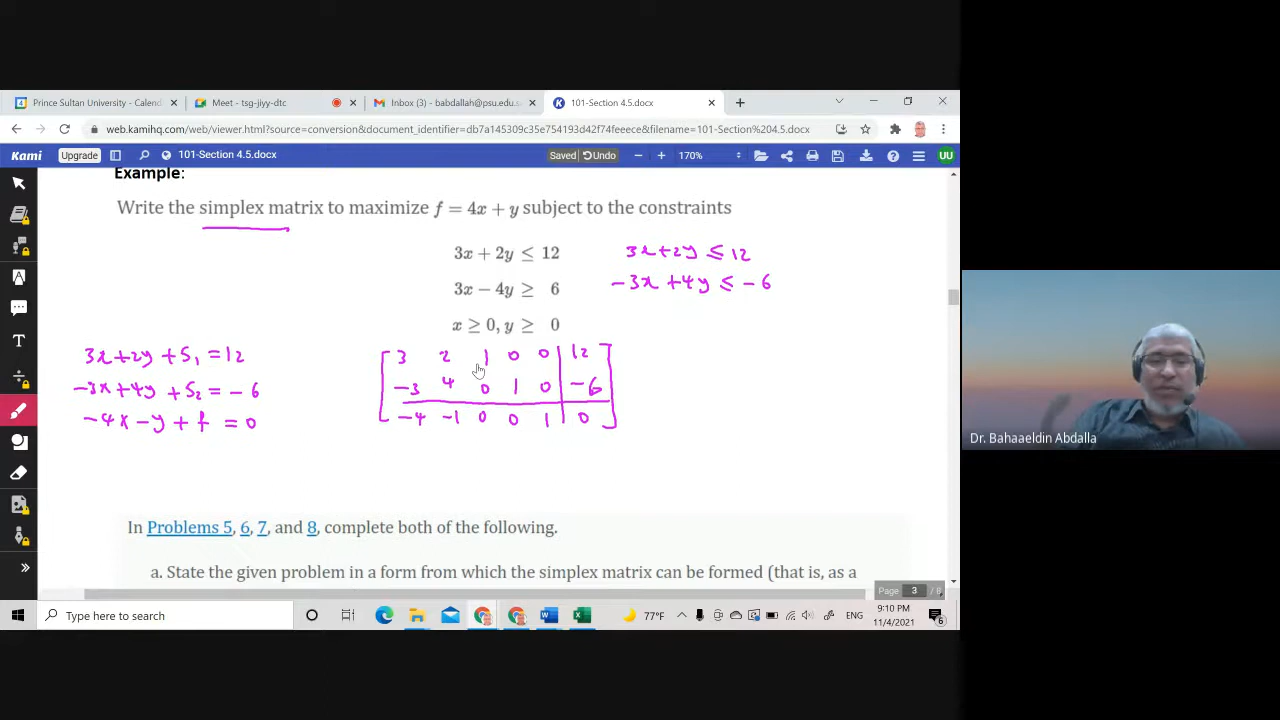 Prince Sultan University - Calend
Meet - tsg-jiyy-dtc
Inbox (3) - babdallah@psu.edu.s
101-Section 4.5.docx
web.kamihq.com/web/viewer.html?source=conversion&document_identifier=db7a145309c35e754193d42f74feeece&filename=101-Section%204.5.docx
Kami Upgrade 101-Section 4.5.docx Saved Undo 170% UU
Example:
Write the simplex matrix to maximize f = 4x + y subject to the constraints
3x + 2y ≤ 12
3x − 4y ≥ 6
x ≥ 0, y ≥ 0
3x+2y ≤ 12
-3x +4y ≤ -6
3x+2y +S₁ = 12
-3x+4y +S₂ = -6
-4x -y + f = 0
3 2 1 0 0 12
-3 4 0 1 0 -6
-4 -1 0 0 1 0
In Problems 5, 6, 7, and 8, complete both of the following.
a. State the given problem in a form from which the simplex matrix can be formed (that is, as a
Page 3 / 8
Dr. Bahaaeldin Abdalla
Type here to search
77°F
ENG
9:10 PM
11/4/2021
6